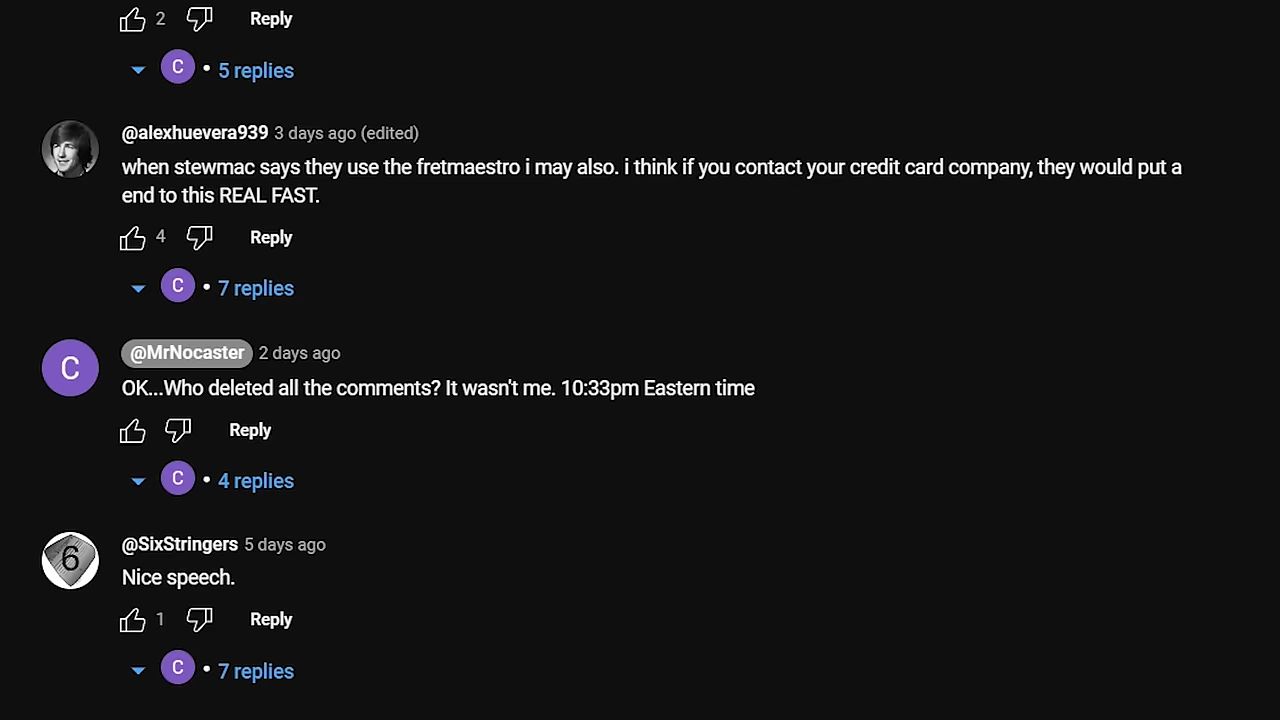 2 Reply
C • 5 replies
@alexhuevera939 3 days ago (edited)
when stewmac says they use the fretmaestro i may also. i think if you contact your credit card company, they would put a
end to this REAL FAST.
4 Reply
C • 7 replies
C @MrNocaster 2 days ago
OK...Who deleted all the comments? It wasn't me. 10:33pm Eastern time
Reply
C • 4 replies
6 @SixStringers 5 days ago
Nice speech.
1 Reply
C • 7 replies